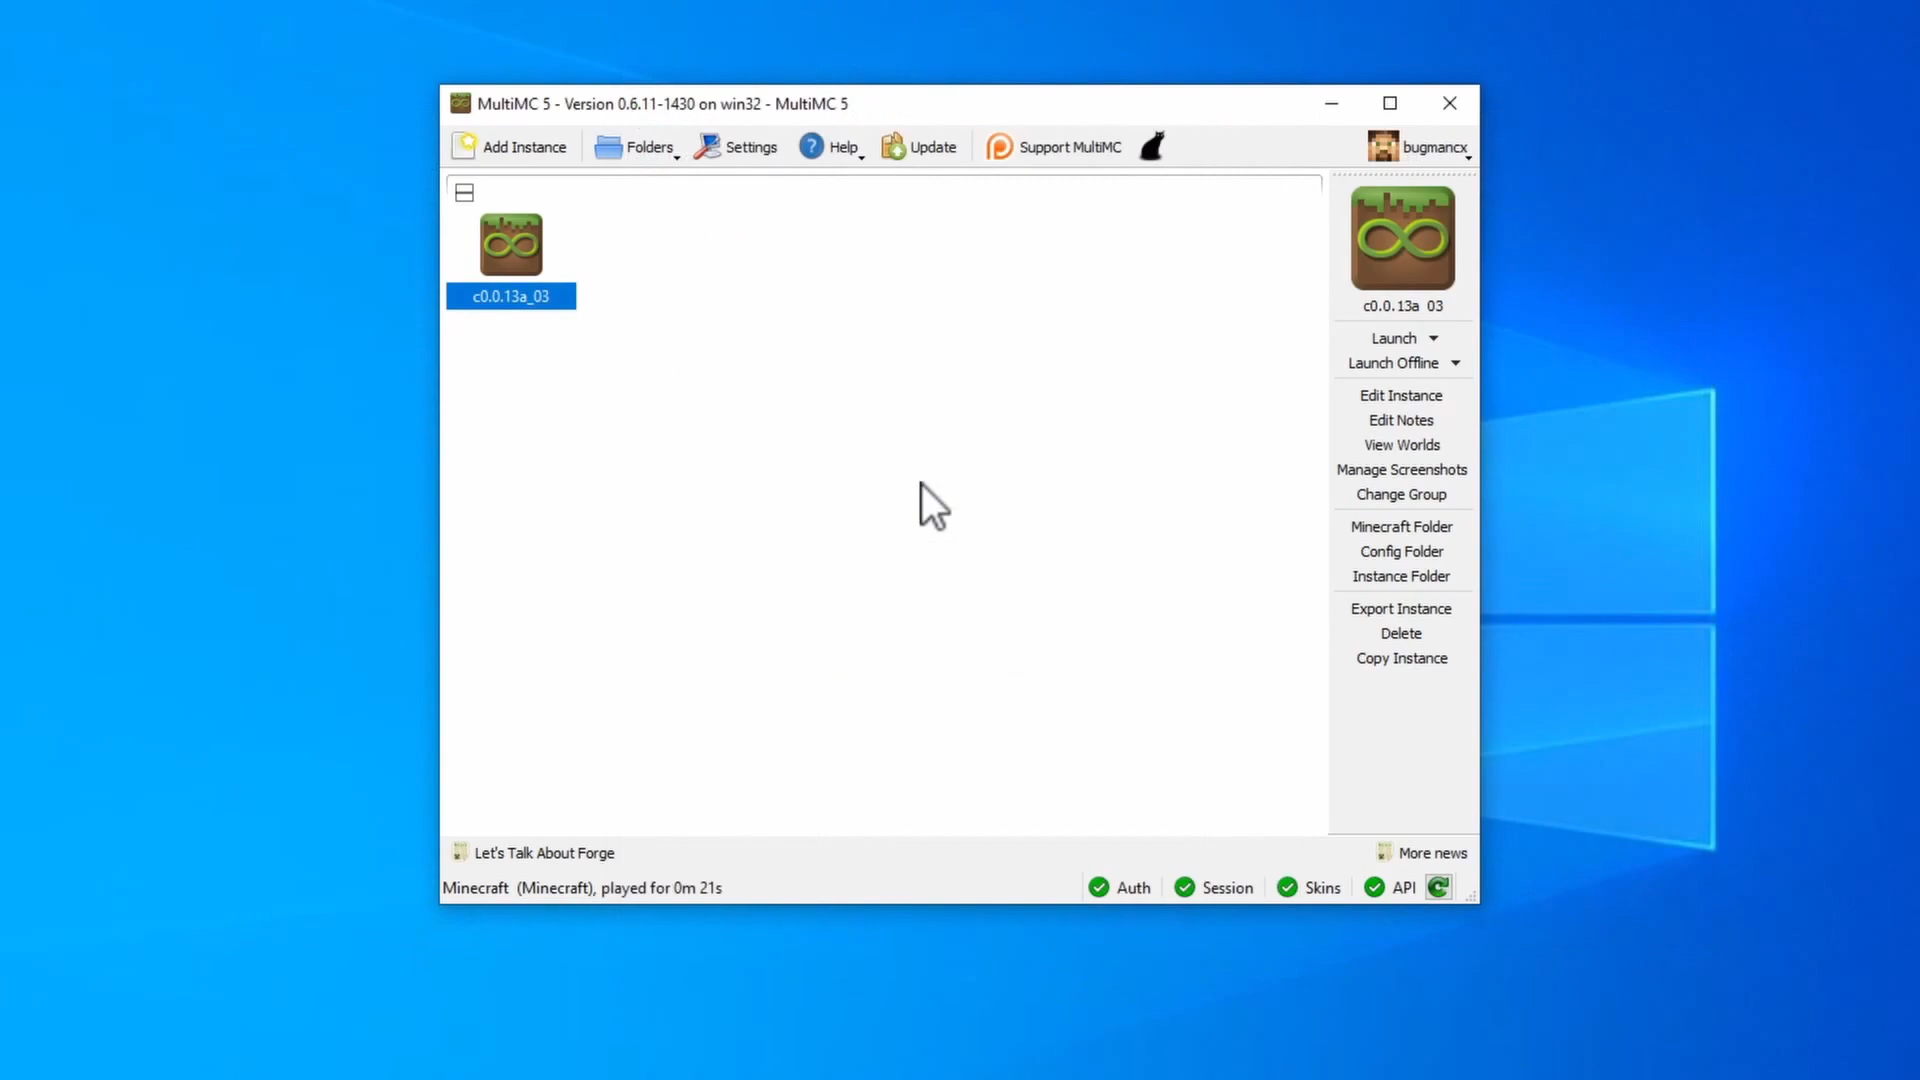 MultiMC 5 - Version 0.6.11-1430 on win32 - MultiMC 5
Add Instance Folders Settings Help Update Support MultiMC bugmancx
c0.0.13a_03
c0.0.13a 03
Launch
Launch Offline
Edit Instance
Edit Notes
View Worlds
Manage Screenshots
Change Group
Minecraft Folder
Config Folder
Instance Folder
Export Instance
Delete
Copy Instance
Let's Talk About Forge More news
Minecraft (Minecraft), played for 0m 21s Auth Session Skins API